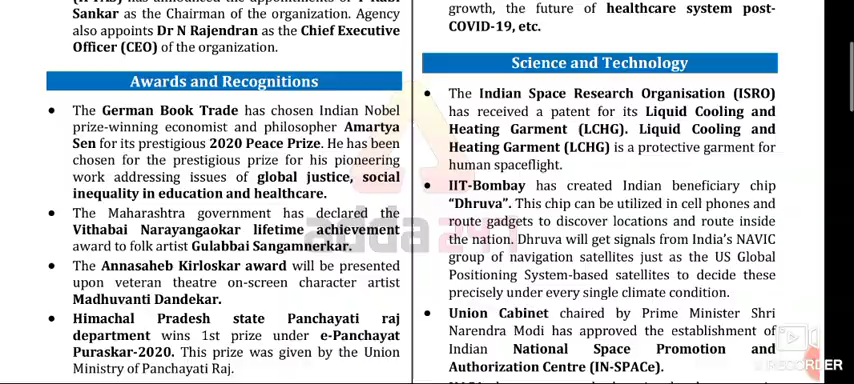 Sankar as the Chairman of the organization. Agency
also appoints Dr N Rajendran as the Chief Executive
Officer (CEO) of the organization.
Awards and Recognitions
• The German Book Trade has chosen Indian Nobel
prize-winning economist and philosopher Amartya
Sen for its prestigious 2020 Peace Prize. He has been
chosen for the prestigious prize for his pioneering
work addressing issues of global justice, social
inequality in education and healthcare.
• The Maharashtra government has declared the
Vithabai Narayangaokar lifetime achievement
award to folk artist Gulabbai Sangamnerkar.
• The Annasaheb Kirloskar award will be presented
upon veteran theatre on-screen character artist
Madhuvanti Dandekar.
• Himachal Pradesh state Panchayati raj
department wins 1st prize under e-Panchayat
Puraskar-2020. This prize was given by the Union
Ministry of Panchayati Raj.
growth, the future of healthcare system post-
COVID-19, etc.
Science and Technology
• The Indian Space Research Organisation (ISRO)
has received a patent for its Liquid Cooling and
Heating Garment (LCHG). Liquid Cooling and
Heating Garment (LCHG) is a protective garment for
human spaceflight.
• IIT-Bombay has created Indian beneficiary chip
“Dhruva”. This chip can be utilized in cell phones and
route gadgets to discover locations and route inside
the nation. Dhruva will get signals from India’s NAVIC
group of navigation satellites just as the US Global
Positioning System-based satellites to decide these
precisely under every single climate condition.
• Union Cabinet chaired by Prime Minister Shri
Narendra Modi has approved the establishment of
Indian National Space Promotion and
Authorization Centre (IN-SPACe).
adda247
RECORDER